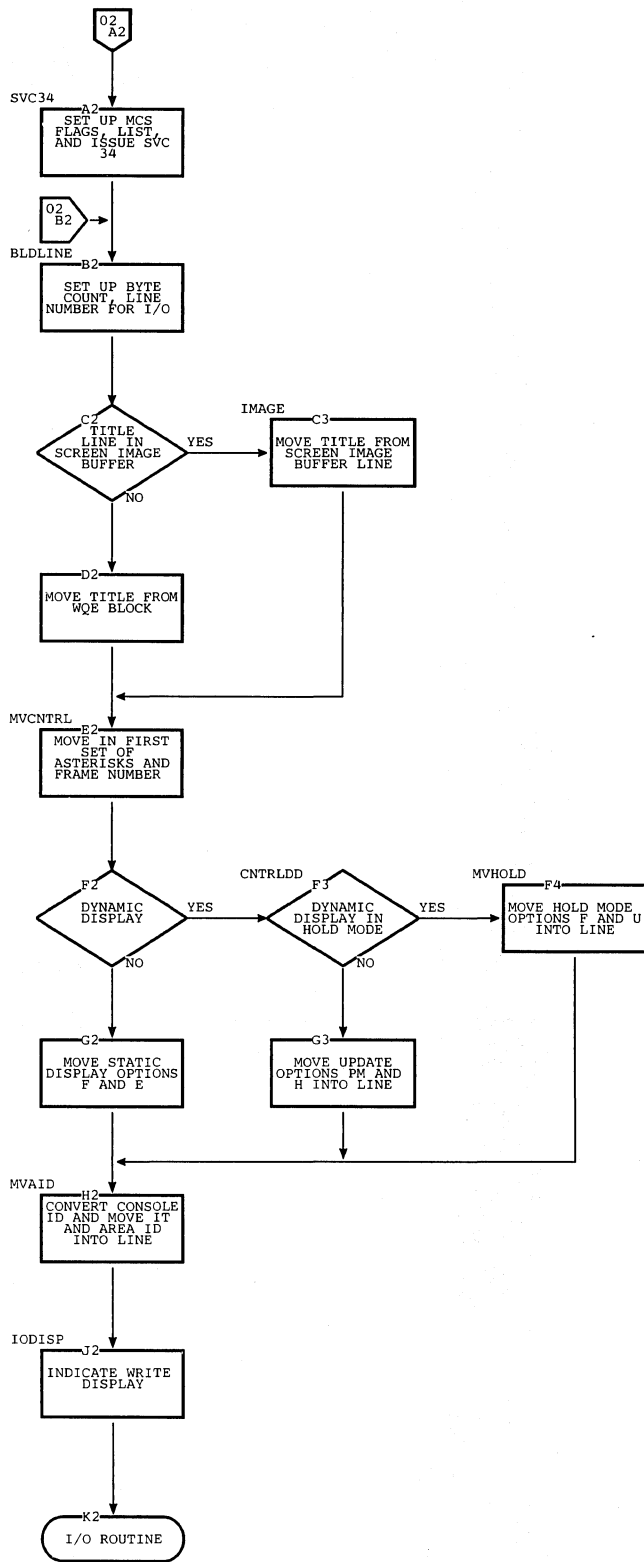 02
A2
SVC34
A2
SET UP MCS
FLAGS, LIST,
AND ISSUE SVC
34
02
B2
BLDLINE
B2
SET UP BYTE
COUNT, LINE
NUMBER FOR I/O
C2
TITLE
LINE IN
SCREEN IMAGE
BUFFER
YES
NO
IMAGE
C3
MOVE TITLE FROM
SCREEN IMAGE
BUFFER LINE
D2
MOVE TITLE FROM
WQE BLOCK
MVCNTRL
E2
MOVE IN FIRST
SET OF
ASTERISKS AND
FRAME NUMBER
F2
DYNAMIC
DISPLAY
YES
NO
CNTRLDD
F3
DYNAMIC
DISPLAY IN
HOLD MODE
YES
NO
MVHOLD
F4
MOVE HOLD MODE
OPTIONS F AND U
INTO LINE
G2
MOVE STATIC
DISPLAY OPTIONS
F AND E
G3
MOVE UPDATE
OPTIONS PM AND
H INTO LINE
MVAID
H2
CONVERT CONSOLE
ID AND MOVE IT
AND AREA ID
INTO LINE
IODISP
J2
INDICATE WRITE
DISPLAY
K2
I/O ROUTINE